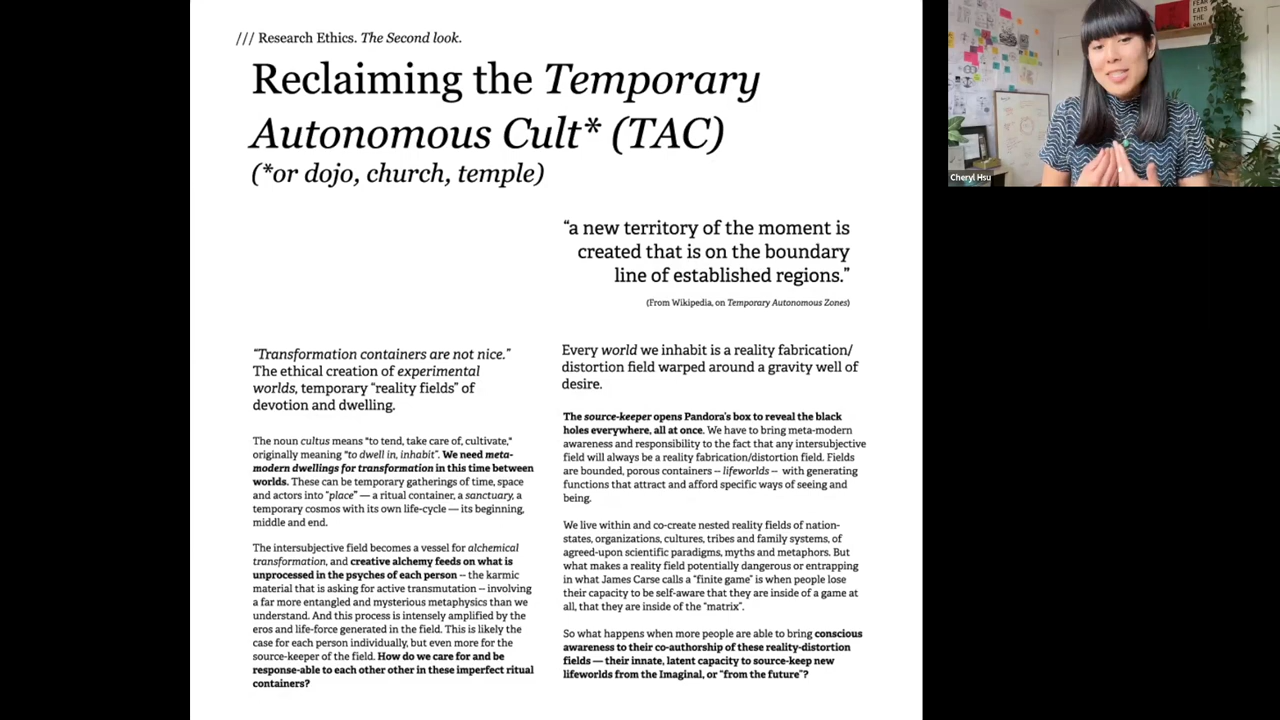 /// Research Ethics. The Second look.
Reclaiming the Temporary
Autonomous Cult* (TAC)
(*or dojo, church, temple)
“a new territory of the moment is
created that is on the boundary
line of established regions.”
(From Wikipedia, on Temporary Autonomous Zones)
“Transformation containers are not nice.”
The ethical creation of experimental
worlds, temporary “reality fields” of
devotion and dwelling.
The noun cultus means “to tend, take care of, cultivate,“
originally meaning “to dwell in, inhabit”. We need meta-
modern dwellings for transformation in this time between
worlds. These can be temporary gatherings of time, space
and actors into “place” — a ritual container, a sanctuary, a
temporary cosmos with its own life-cycle — its beginning,
middle and end.
The intersubjective field becomes a vessel for alchemical
transformation, and creative alchemy feeds on what is
unprocessed in the psyches of each person -- the karmic
material that is asking for active transmutation -- involving
a far more entangled and mysterious metaphysics than we
understand. And this process is intensely amplified by the
eros and life-force generated in the field. This is likely the
case for each person individually, but even more for the
source-keeper of the field. How do we care for and be
response-able to each other other in these imperfect ritual
containers?
Every world we inhabit is a reality fabrication/
distortion field warped around a gravity well of
desire.
The source-keeper opens Pandora’s box to reveal the black
holes everywhere, all at once. We have to bring meta-modern
awareness and responsibility to the fact that any intersubjective
field will always be a reality fabrication/distortion field. Fields
are bounded, porous containers -- lifeworlds -- with generating
functions that attract and afford specific ways of seeing and
being.
We live within and co-create nested reality fields of nation-
states, organizations, cultures, tribes and family systems, of
agreed-upon scientific paradigms, myths and metaphors. But
what makes a reality field potentially dangerous or entrapping
in what James Carse calls a “finite game” is when people lose
their capacity to be self-aware that they are inside of a game at
all, that they are inside of the “matrix”.
So what happens when more people are able to bring conscious
awareness to their co-authorship of these reality-distortion
fields — their innate, latent capacity to source-keep new
lifeworlds from the Imaginal, or “from the future”?
FEAR
EATS
THE
SOUL
Cheryl Hsu